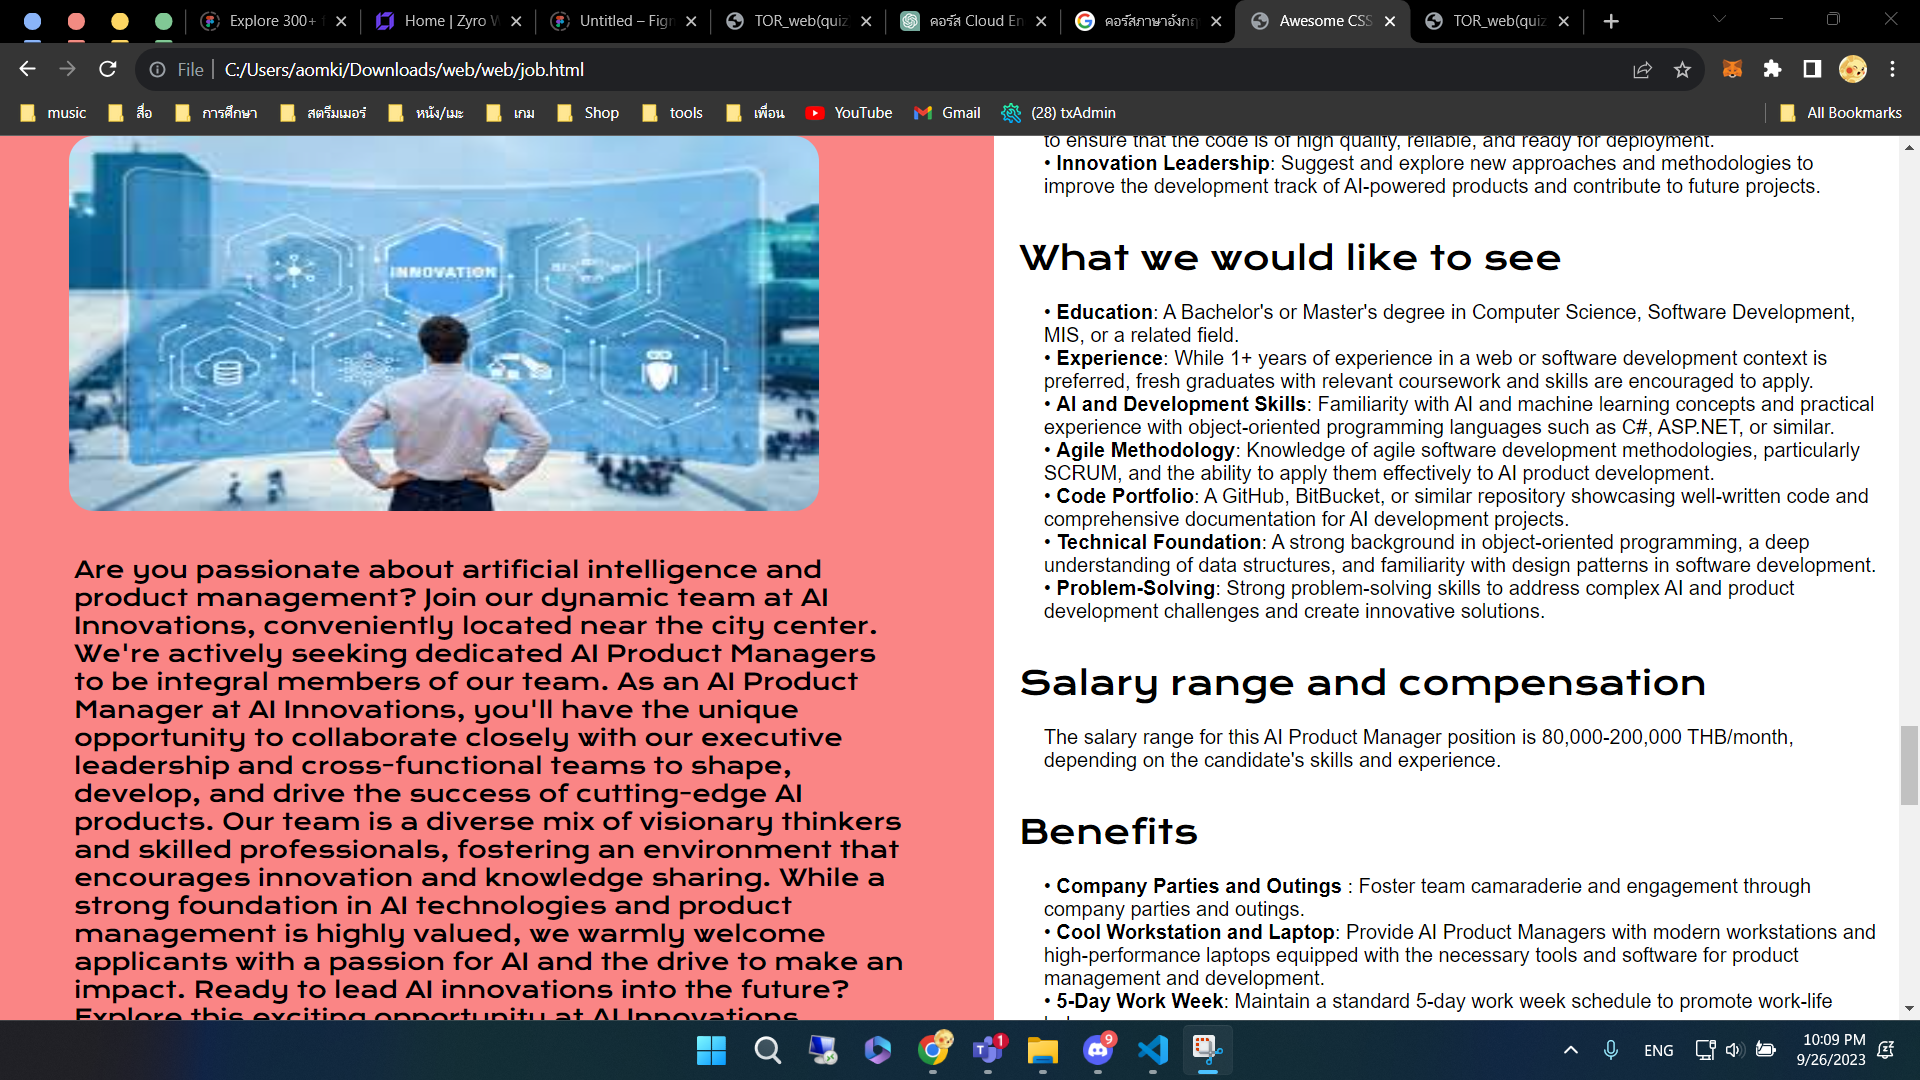 Explore 300+
Home | Zyro W
Untitled – Figm
TOR_web(quiz
คอร์ส Cloud En
คอร์สภาษาอังกฤ
Awesome CSS
TOR_web(quiz
File
C:/Users/aomki/Downloads/web/web/job.html
music
สื่อ
การศึกษา
สตรีมเมอร์
หนัง/เมะ
เกม
Shop
tools
เพื่อน
YouTube
Gmail
(28) txAdmin
All Bookmarks
INNOVATION
Are you passionate about artificial intelligence and
product management? Join our dynamic team at AI
Innovations, conveniently located near the city center.
We're actively seeking dedicated AI Product Managers
to be integral members of our team. As an AI Product
Manager at AI Innovations, you'll have the unique
opportunity to collaborate closely with our executive
leadership and cross-functional teams to shape,
develop, and drive the success of cutting-edge AI
products. Our team is a diverse mix of visionary thinkers
and skilled professionals, fostering an environment that
encourages innovation and knowledge sharing. While a
strong foundation in AI technologies and product
management is highly valued, we warmly welcome
applicants with a passion for AI and the drive to make an
impact. Ready to lead AI innovations into the future?
Explore this exciting opportunity at AI Innovations
to ensure that the code is of high quality, reliable, and ready for deployment.
• Innovation Leadership: Suggest and explore new approaches and methodologies to
improve the development track of AI-powered products and contribute to future projects.
What we would like to see
• Education: A Bachelor's or Master's degree in Computer Science, Software Development,
MIS, or a related field.
• Experience: While 1+ years of experience in a web or software development context is
preferred, fresh graduates with relevant coursework and skills are encouraged to apply.
• AI and Development Skills: Familiarity with AI and machine learning concepts and practical
experience with object-oriented programming languages such as C#, ASP.NET, or similar.
• Agile Methodology: Knowledge of agile software development methodologies, particularly
SCRUM, and the ability to apply them effectively to AI product development.
• Code Portfolio: A GitHub, BitBucket, or similar repository showcasing well-written code and
comprehensive documentation for AI development projects.
• Technical Foundation: A strong background in object-oriented programming, a deep
understanding of data structures, and familiarity with design patterns in software development.
• Problem-Solving: Strong problem-solving skills to address complex AI and product
development challenges and create innovative solutions.
Salary range and compensation
The salary range for this AI Product Manager position is 80,000-200,000 THB/month,
depending on the candidate's skills and experience.
Benefits
• Company Parties and Outings : Foster team camaraderie and engagement through
company parties and outings.
• Cool Workstation and Laptop: Provide AI Product Managers with modern workstations and
high-performance laptops equipped with the necessary tools and software for product
management and development.
• 5-Day Work Week: Maintain a standard 5-day work week schedule to promote work-life
1
9
ENG
10:09 PM
9/26/2023